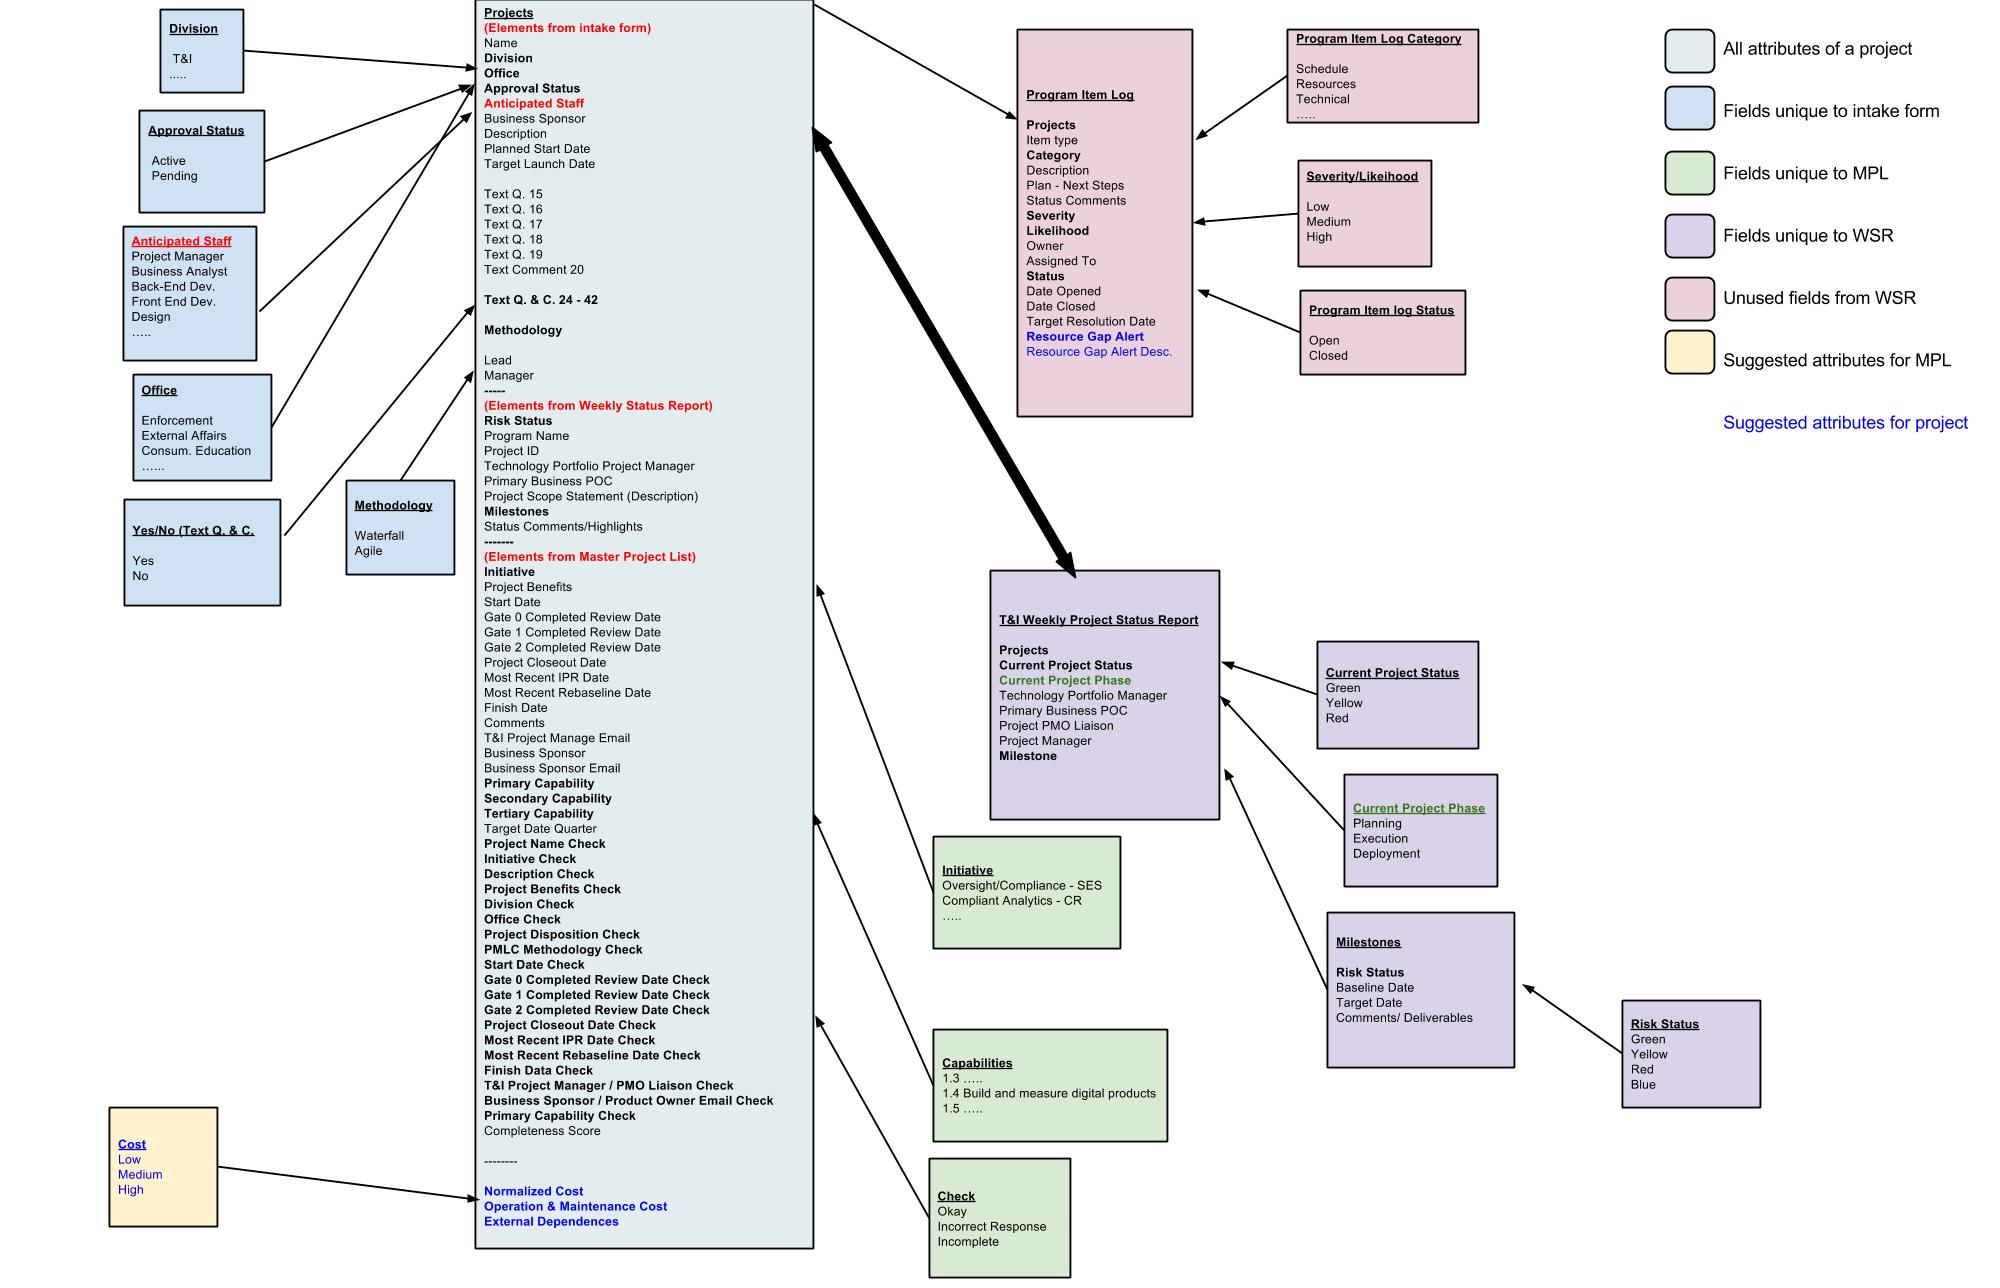 Division
T&I
.....
Approval Status
Active
Pending
Anticipated Staff
Project Manager
Business Analyst
Back-End Dev.
Front End Dev.
Design
…..
Office
Enforcement
External Affairs
Consum. Education
…...
Yes/No (Text Q. & C.
Yes
No
Methodology
Waterfall
Agile
Cost
Low
Medium
High
Projects
(Elements from intake form)
Name
Division
Office
Approval Status
Anticipated Staff
Business Sponsor
Description
Planned Start Date
Target Launch Date
Text Q. 15
Text Q. 16
Text Q. 17
Text Q. 18
Text Q. 19
Text Comment 20
Text Q. & C. 24 - 42
Methodology
Lead
Manager
-----
(Elements from Weekly Status Report)
Risk Status
Program Name
Project ID
Technology Portfolio Project Manager
Primary Business POC
Project Scope Statement (Description)
Milestones
Status Comments/Highlights
-------
(Elements from Master Project List)
Initiative
Project Benefits
Start Date
Gate 0 Completed Review Date
Gate 1 Completed Review Date
Gate 2 Completed Review Date
Project Closeout Date
Most Recent IPR Date
Most Recent Rebaseline Date
Finish Date
Comments
T&I Project Manage Email
Business Sponsor
Business Sponsor Email
Primary Capability
Secondary Capability
Tertiary Capability
Target Date Quarter
Project Name Check
Initiative Check
Description Check
Project Benefits Check
Division Check
Office Check
Project Disposition Check
PMLC Methodology Check
Start Date Check
Gate 0 Completed Review Date Check
Gate 1 Completed Review Date Check
Gate 2 Completed Review Date Check
Project Closeout Date Check
Most Recent IPR Date Check
Most Recent Rebaseline Date Check
Finish Data Check
T&I Project Manager / PMO Liaison Check
Business Sponsor / Product Owner Email Check
Primary Capability Check
Completeness Score
--------
Normalized Cost
Operation & Maintenance Cost
External Dependences
Program Item Log
Projects
Item type
Category
Description
Plan - Next Steps
Status Comments
Severity
Likelihood
Owner
Assigned To
Status
Date Opened
Date Closed
Target Resolution Date
Resource Gap Alert
Resource Gap Alert Desc.
Program Item Log Category
Schedule
Resources
Technical
…..
Severity/Likeihood
Low
Medium
High
Program Item log Status
Open
Closed
T&I Weekly Project Status Report
Projects
Current Project Status
Current Project Phase
Technology Portfolio Manager
Primary Business POC
Project PMO Liaison
Project Manager
Milestone
Current Project Status
Green
Yellow
Red
Current Project Phase
Planning
Execution
Deployment
Milestones
Risk Status
Baseline Date
Target Date
Comments/ Deliverables
Risk Status
Green
Yellow
Red
Blue
Initiative
Oversight/Compliance - SES
Compliant Analytics - CR
…..
Capabilities
1.3 …..
1.4 Build and measure digital products
1.5 …..
Check
Okay
Incorrect Response
Incomplete
All attributes of a project
Fields unique to intake form
Fields unique to MPL
Fields unique to WSR
Unused fields from WSR
Suggested attributes for MPL
Suggested attributes for project